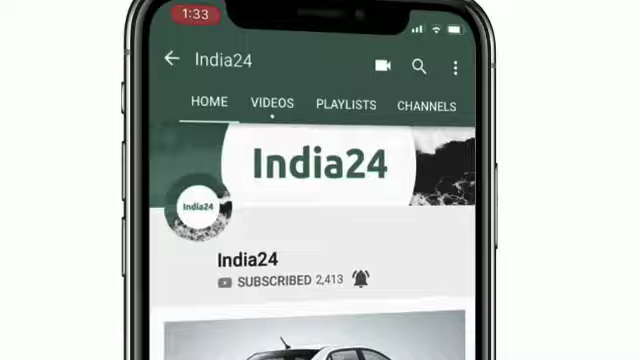 1:33
India24
HOME VIDEOS PLAYLISTS CHANNELS
India24
India24
India24
SUBSCRIBED 2,413